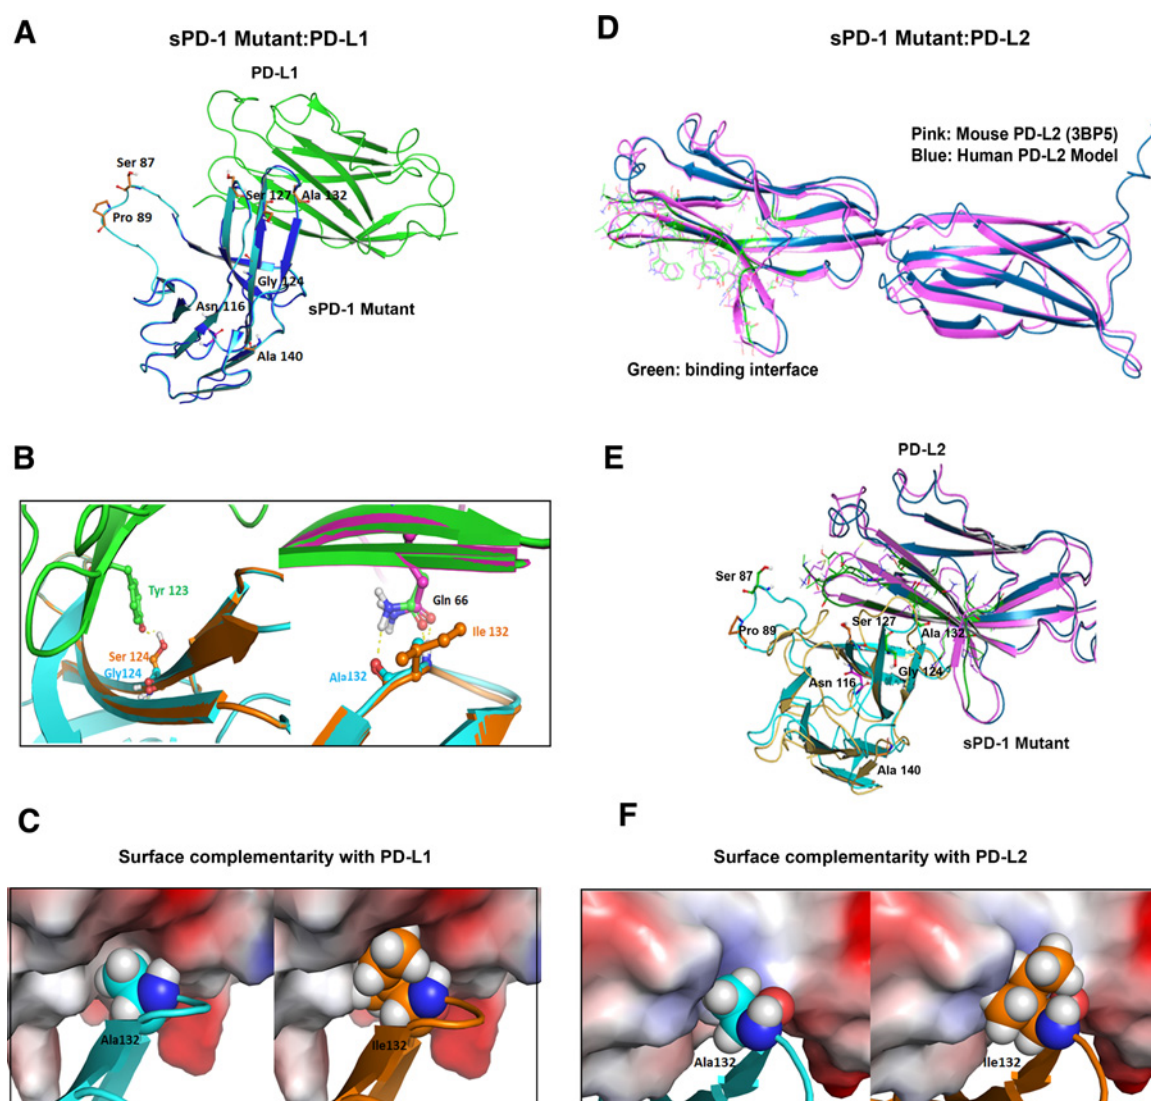 A
sPD-1 Mutant:PD-L1
PD-L1
Ser 87
Pro 89
Ser 127
Ala 132
Gly 124
Asn 116
sPD-1 Mutant
Ala 140
B
Tyr 123
Ser 124
Gly124
Gln 66
Ile 132
Ala132
C
Surface complementarity with PD-L1
Ala132
Ile132
D
sPD-1 Mutant:PD-L2
Pink: Mouse PD-L2 (3BP5)
Blue: Human PD-L2 Model
Green: binding interface
E
PD-L2
Ser 87
Pro 89
Ser 127
Ala 132
Asn 116
Gly 124
sPD-1 Mutant
Ala 140
F
Surface complementarity with PD-L2
Ala132
Ile132